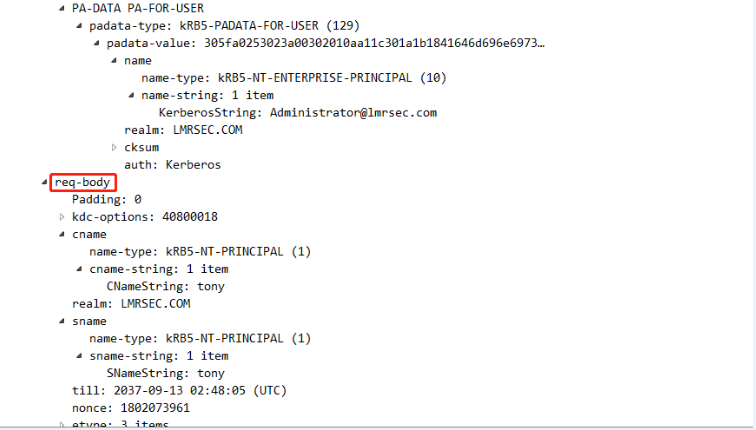 PA-DATA PA-FOR-USER
padata-type: kRB5-PADATA-FOR-USER (129)
padata-value: 305fa0253023a00302010aa11c301a1b1841646d696e6973…
name
name-type: kRB5-NT-ENTERPRISE-PRINCIPAL (10)
name-string: 1 item
KerberosString: Administrator@lmrsec.com
realm: LMRSEC.COM
cksum
auth: Kerberos
req-body
Padding: 0
kdc-options: 40800018
cname
name-type: kRB5-NT-PRINCIPAL (1)
cname-string: 1 item
CNameString: tony
realm: LMRSEC.COM
sname
name-type: kRB5-NT-PRINCIPAL (1)
sname-string: 1 item
SNameString: tony
till: 2037-09-13 02:48:05 (UTC)
nonce: 1802073961
etype: 3 items